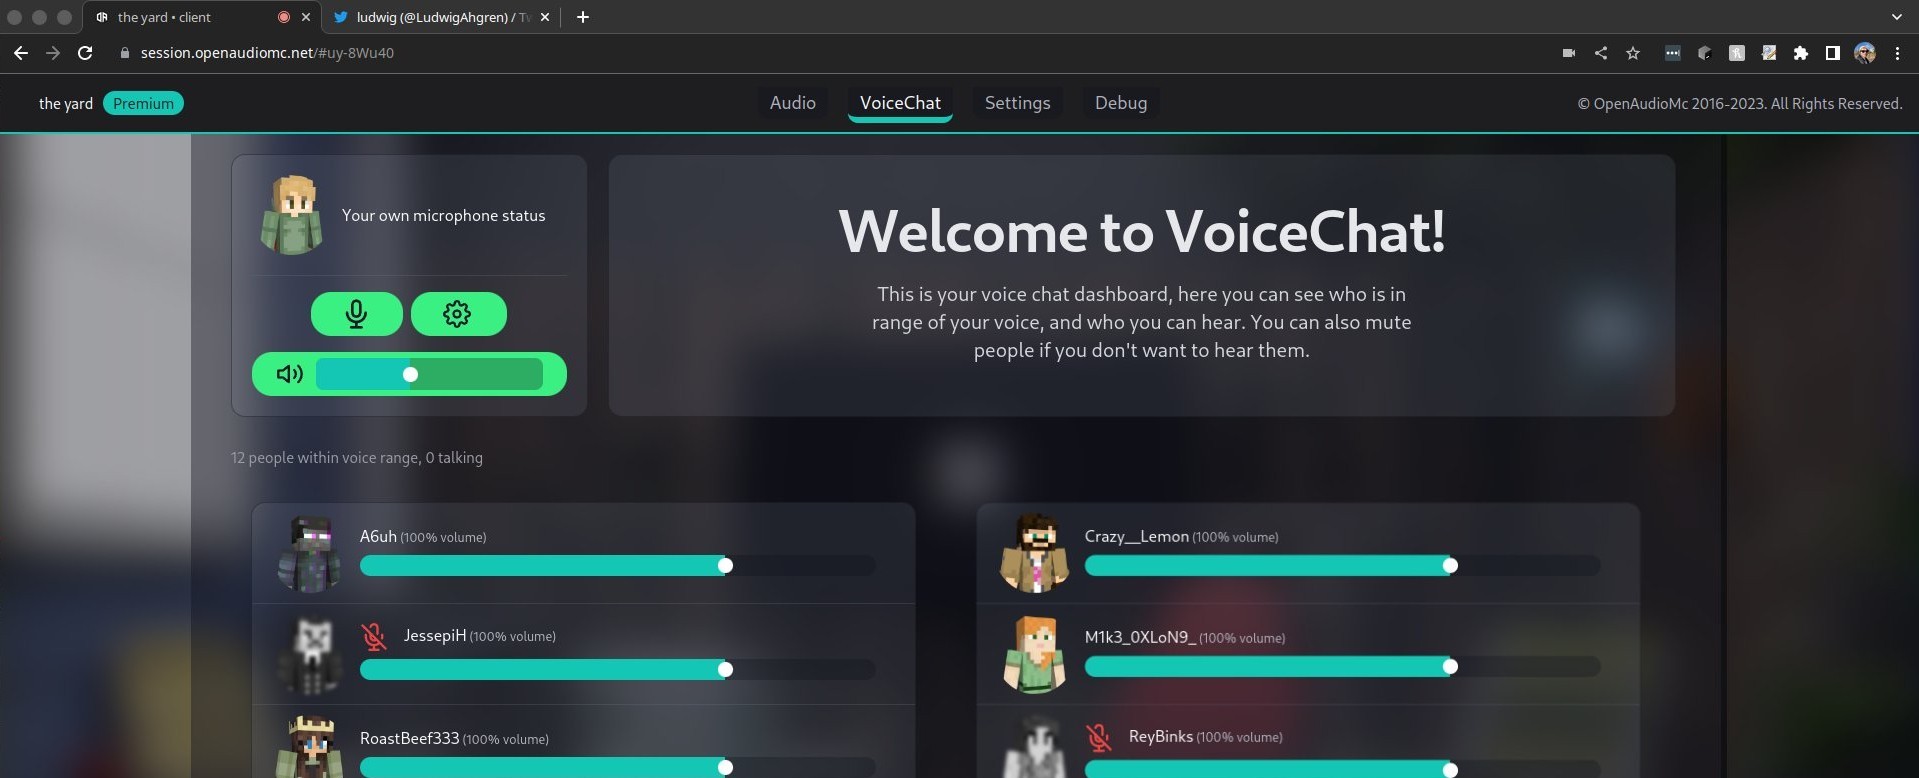 the yard • client
ludwig (@LudwigAhgren) / Tw
session.openaudiomc.net/#uy-8Wu40
the yard Premium
Audio VoiceChat Settings Debug
© OpenAudioMc 2016-2023. All Rights Reserved.
Your own microphone status
Welcome to VoiceChat!
This is your voice chat dashboard, here you can see who is in
range of your voice, and who you can hear. You can also mute
people if you don't want to hear them.
12 people within voice range, 0 talking
A6uh (100% volume)
Crazy__Lemon (100% volume)
JessepiH (100% volume)
M1k3_0XLoN9_ (100% volume)
RoastBeef333 (100% volume)
ReyBinks (100% volume)